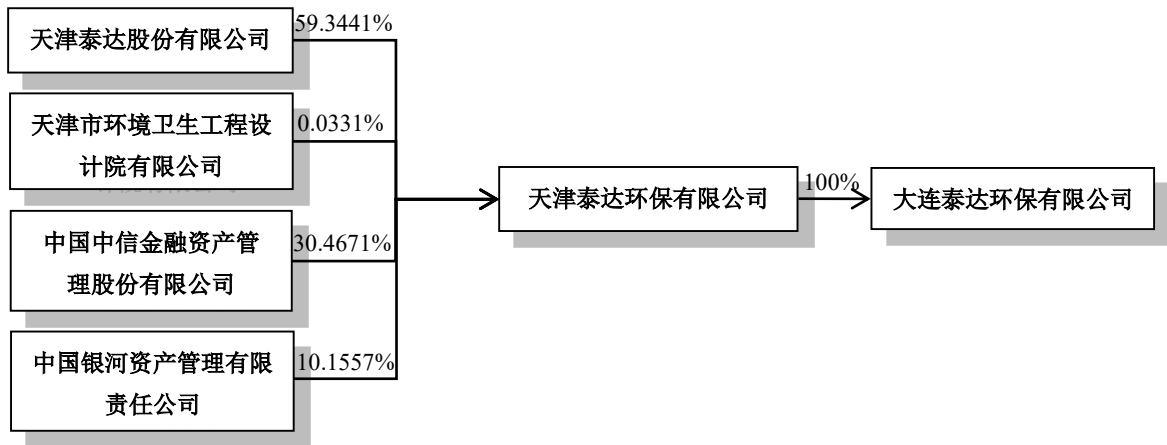 天津泰达股份有限公司
59.3441%
天津市环境卫生工程设
计院有限公司
0.0331%
中国中信金融资产管
理股份有限公司
30.4671%
中国银河资产管理有限
责任公司
10.1557%
天津泰达环保有限公司
100%
大连泰达环保有限公司